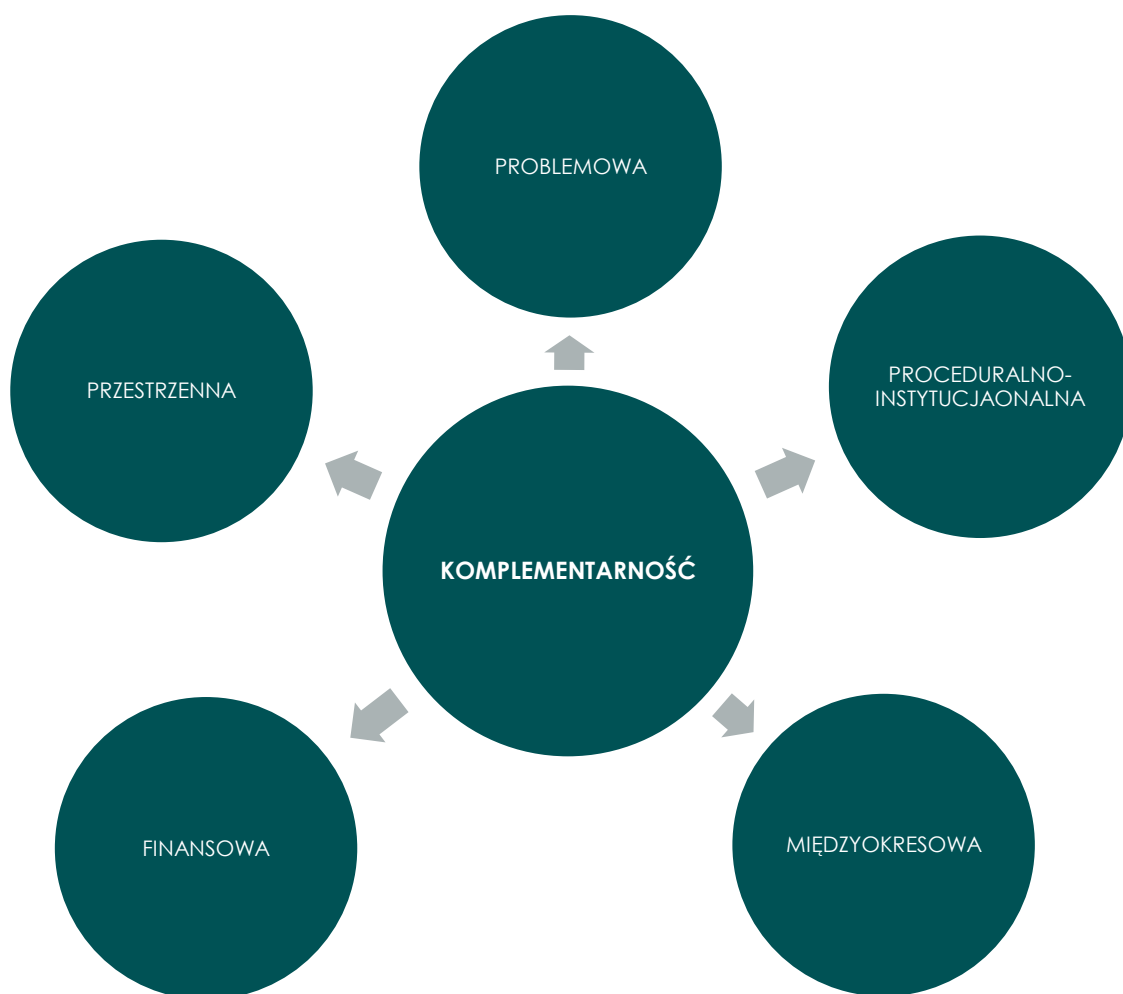 PROBLEMOWA
PRZESTRZENNA
PROCEDURALNO-
INSTYTUCJAONALNA
KOMPLEMENTARNOŚĆ
FINANSOWA
MIĘDZYOKRESOWA